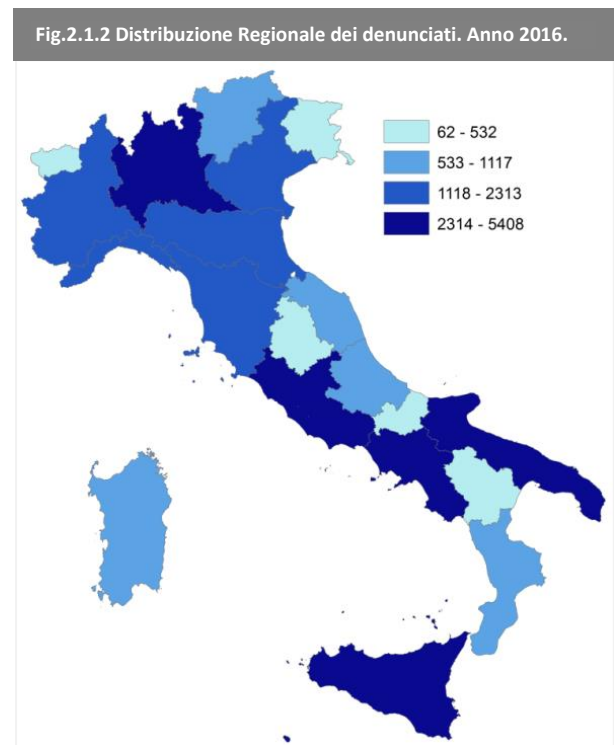 Fig.2.1.2 Distribuzione Regionale dei denunciati. Anno 2016.
62 - 532
533 - 1117
1118 - 2313
2314 - 5408